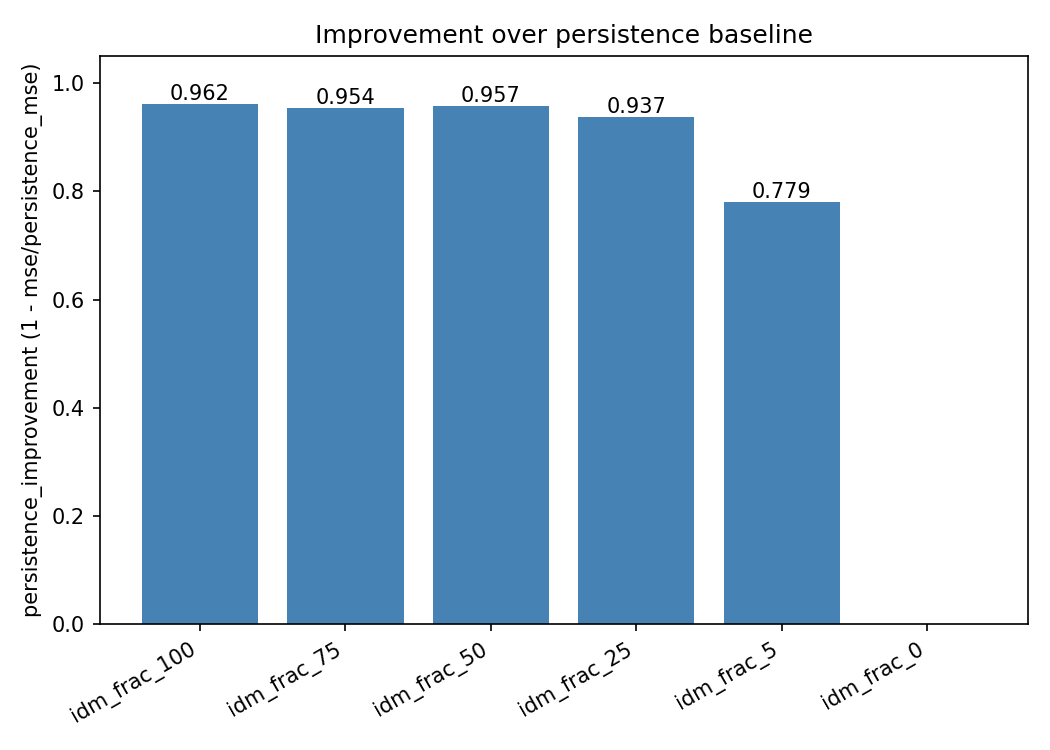 Improvement over persistence baseline
persistence_improvement (1 - mse/persistence_mse)
1.0
0.8
0.6
0.4
0.2
0.0
0.962
0.954
0.957
0.937
0.779
idm_frac_100
idm_frac_75
idm_frac_50
idm_frac_25
idm_frac_5
idm_frac_0